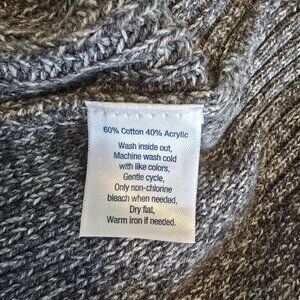 60% Cotton 40% Acrylic
Wash inside out,
Machine wash cold
with like colors,
Gentle cycle,
Only non-chlorine
bleach when needed,
Dry flat,
Warm iron if needed.